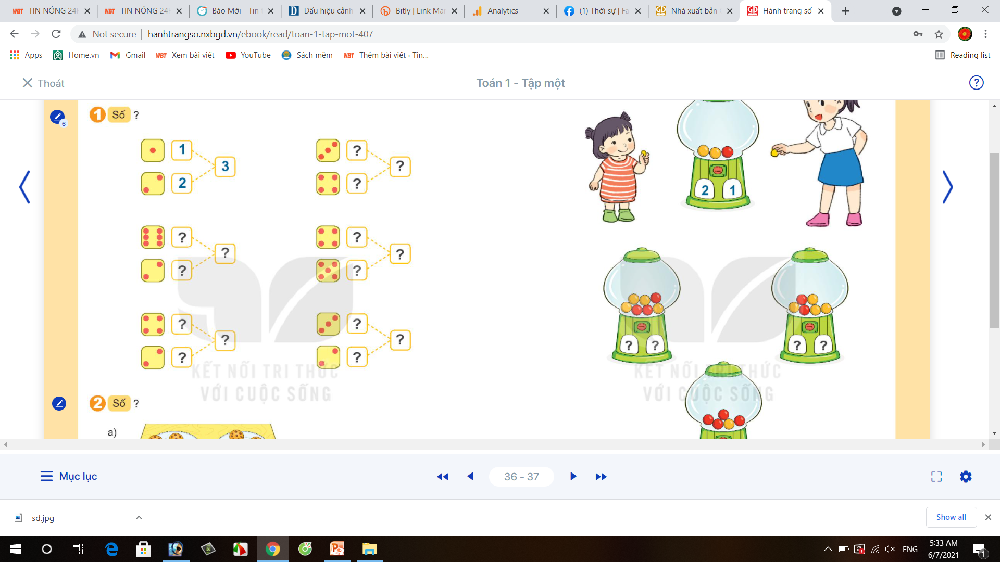 TIN NÓNG 24
TIN NÓNG 24
Báo Mới - Tin
Dấu hiệu cảnh
Bitly | Link Ma
Analytics
(1) Thời sự | Fa
Nhà xuất bản
Hành trang số
Not secure | hanhtrangso.nxbgd.vn/ebook/read/toan-1-tap-mot-407
Apps Home.vn Gmail WBT Xem bài viết YouTube Sách mềm WBT Thêm bài viết ‹ Tin... Reading list
Thoát Toán 1 - Tập một ?
6
1 Số ?
1
2
3
? ? ?
2 1
? ? ?
? ? ?
? ? ?
? ? ?
? ?
? ?
KẾT NỐI TRI THỨC
VỚI CUỘC SỐNG
KẾT NỐI TRI THỨC
VỚI CUỘC SỐNG
2 Số ?
a)
Mục lục 36 - 37
sd.jpg Show all
ENG
5:33 AM
6/7/2021
1